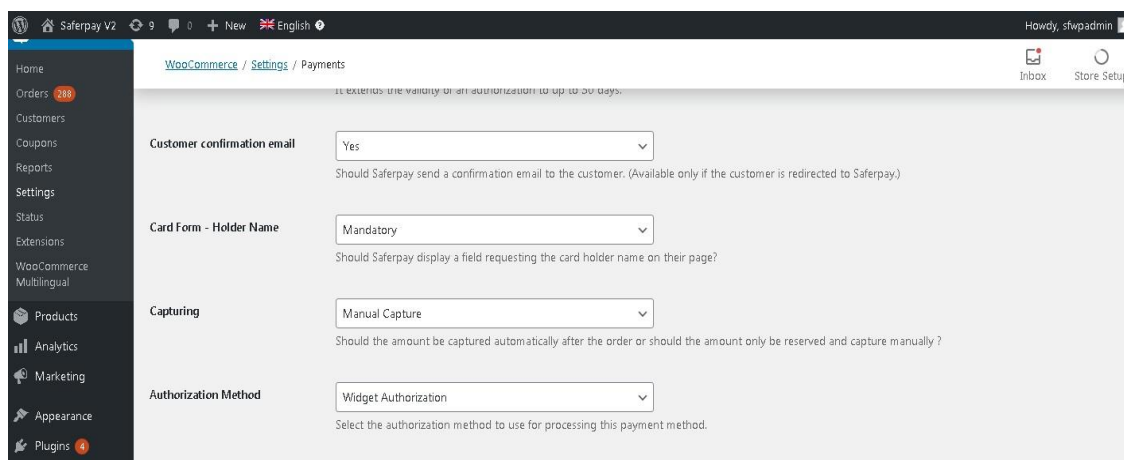 Saferpay V2 9 0 + New English Howdy, sfwpadmin
Home
Orders 288
Customers
Coupons
Reports
Settings
Status
Extensions
WooCommerce
Multilingual
Products
Analytics
Marketing
Appearance
Plugins 4
WooCommerce / Settings / Payments
Inbox
Store Setup
It extends the validity of an authorization to up to 30 days.
Customer confirmation email
Yes
Should Saferpay send a confirmation email to the customer. (Available only if the customer is redirected to Saferpay.)
Card Form - Holder Name
Mandatory
Should Saferpay display a field requesting the card holder name on their page?
Capturing
Manual Capture
Should the amount be captured automatically after the order or should the amount only be reserved and capture manually ?
Authorization Method
Widget Authorization
Select the authorization method to use for processing this payment method.